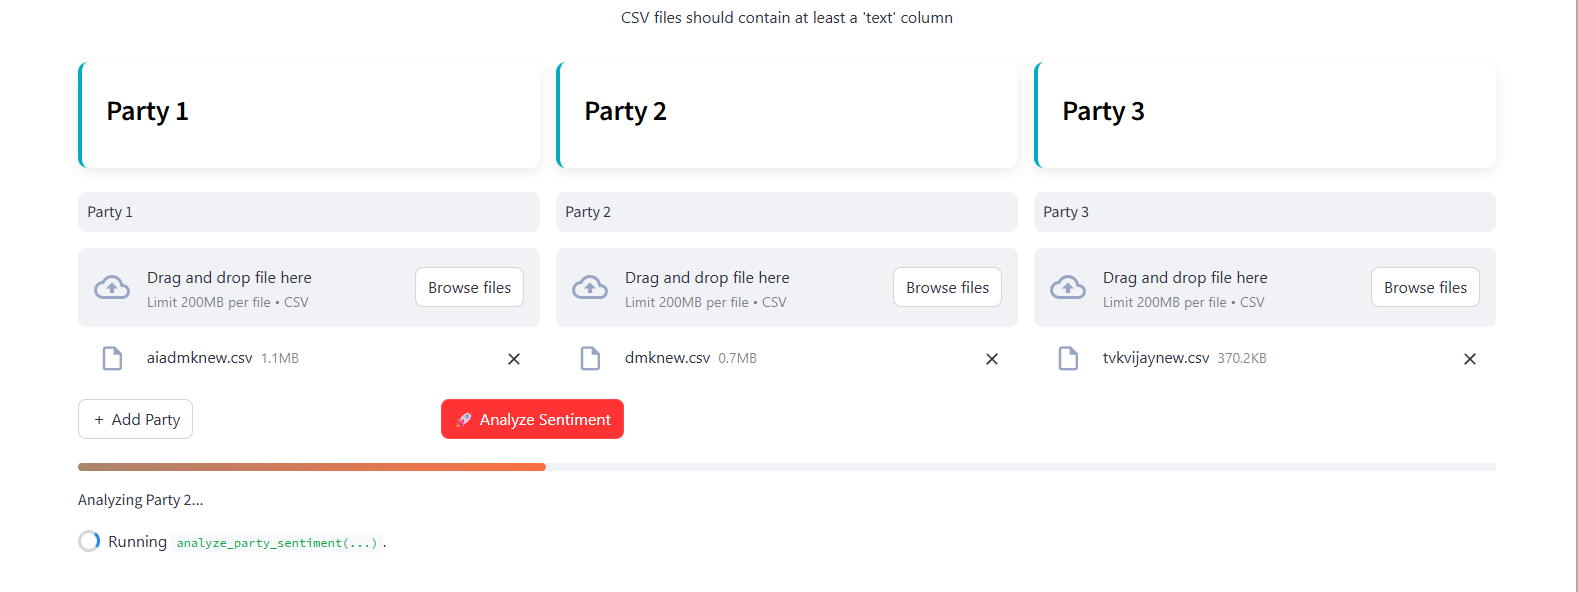 CSV files should contain at least a 'text' column
Party 1
Party 2
Party 3
Party 1
Party 2
Party 3
Drag and drop file here
Limit 200MB per file • CSV
Browse files
Drag and drop file here
Limit 200MB per file • CSV
Browse files
Drag and drop file here
Limit 200MB per file • CSV
Browse files
aiadmknew.csv 1.1MB
dmknew.csv 0.7MB
tvkvijaynew.csv 370.2KB
+ Add Party
🚀 Analyze Sentiment
Analyzing Party 2...
Running analyze_party_sentiment(...).